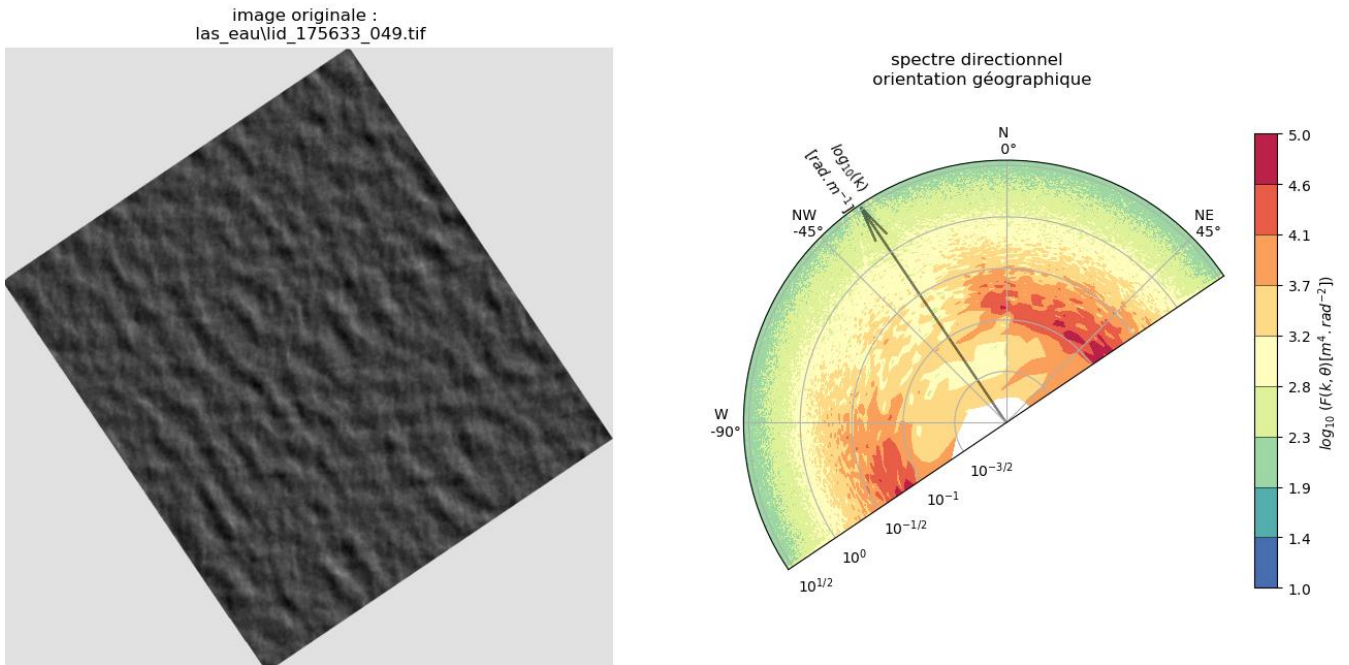 image originale :
las_eau\lid_175633_049.tif
spectre directionnel
orientation géographique
N
0°
log₁₀(k)
[rad.m⁻¹]
NW
-45°
NE
45°
W
-90°
10⁻³/²
10⁻¹
10⁻¹/²
10⁰
10¹/²
5.0
4.6
4.1
3.7
3.2
2.8
2.3
1.9
1.4
1.0
log₁₀ (F(k, θ)[m⁴. rad⁻²])